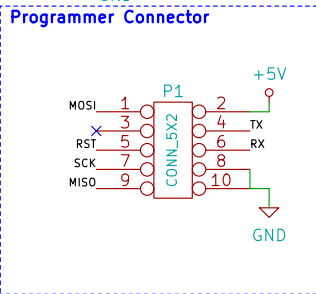 Programmer Connector
P1
+5V
MOSI 1 2
3 4 TX
RST 5 6 RX
SCK 7 8
MISO 9 10
CONN_5X2
GND